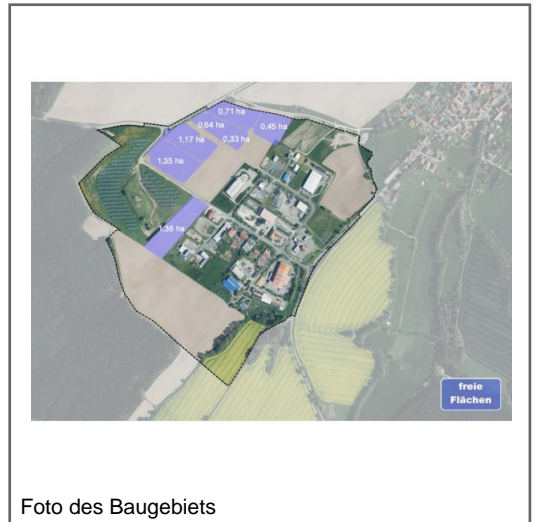 0,71 ha
0.64 ha
0,45 ha
1,17 ha
0,33 ha
1,35 ha
1,36 ha
freie
Flächen
Foto des Baugebiets